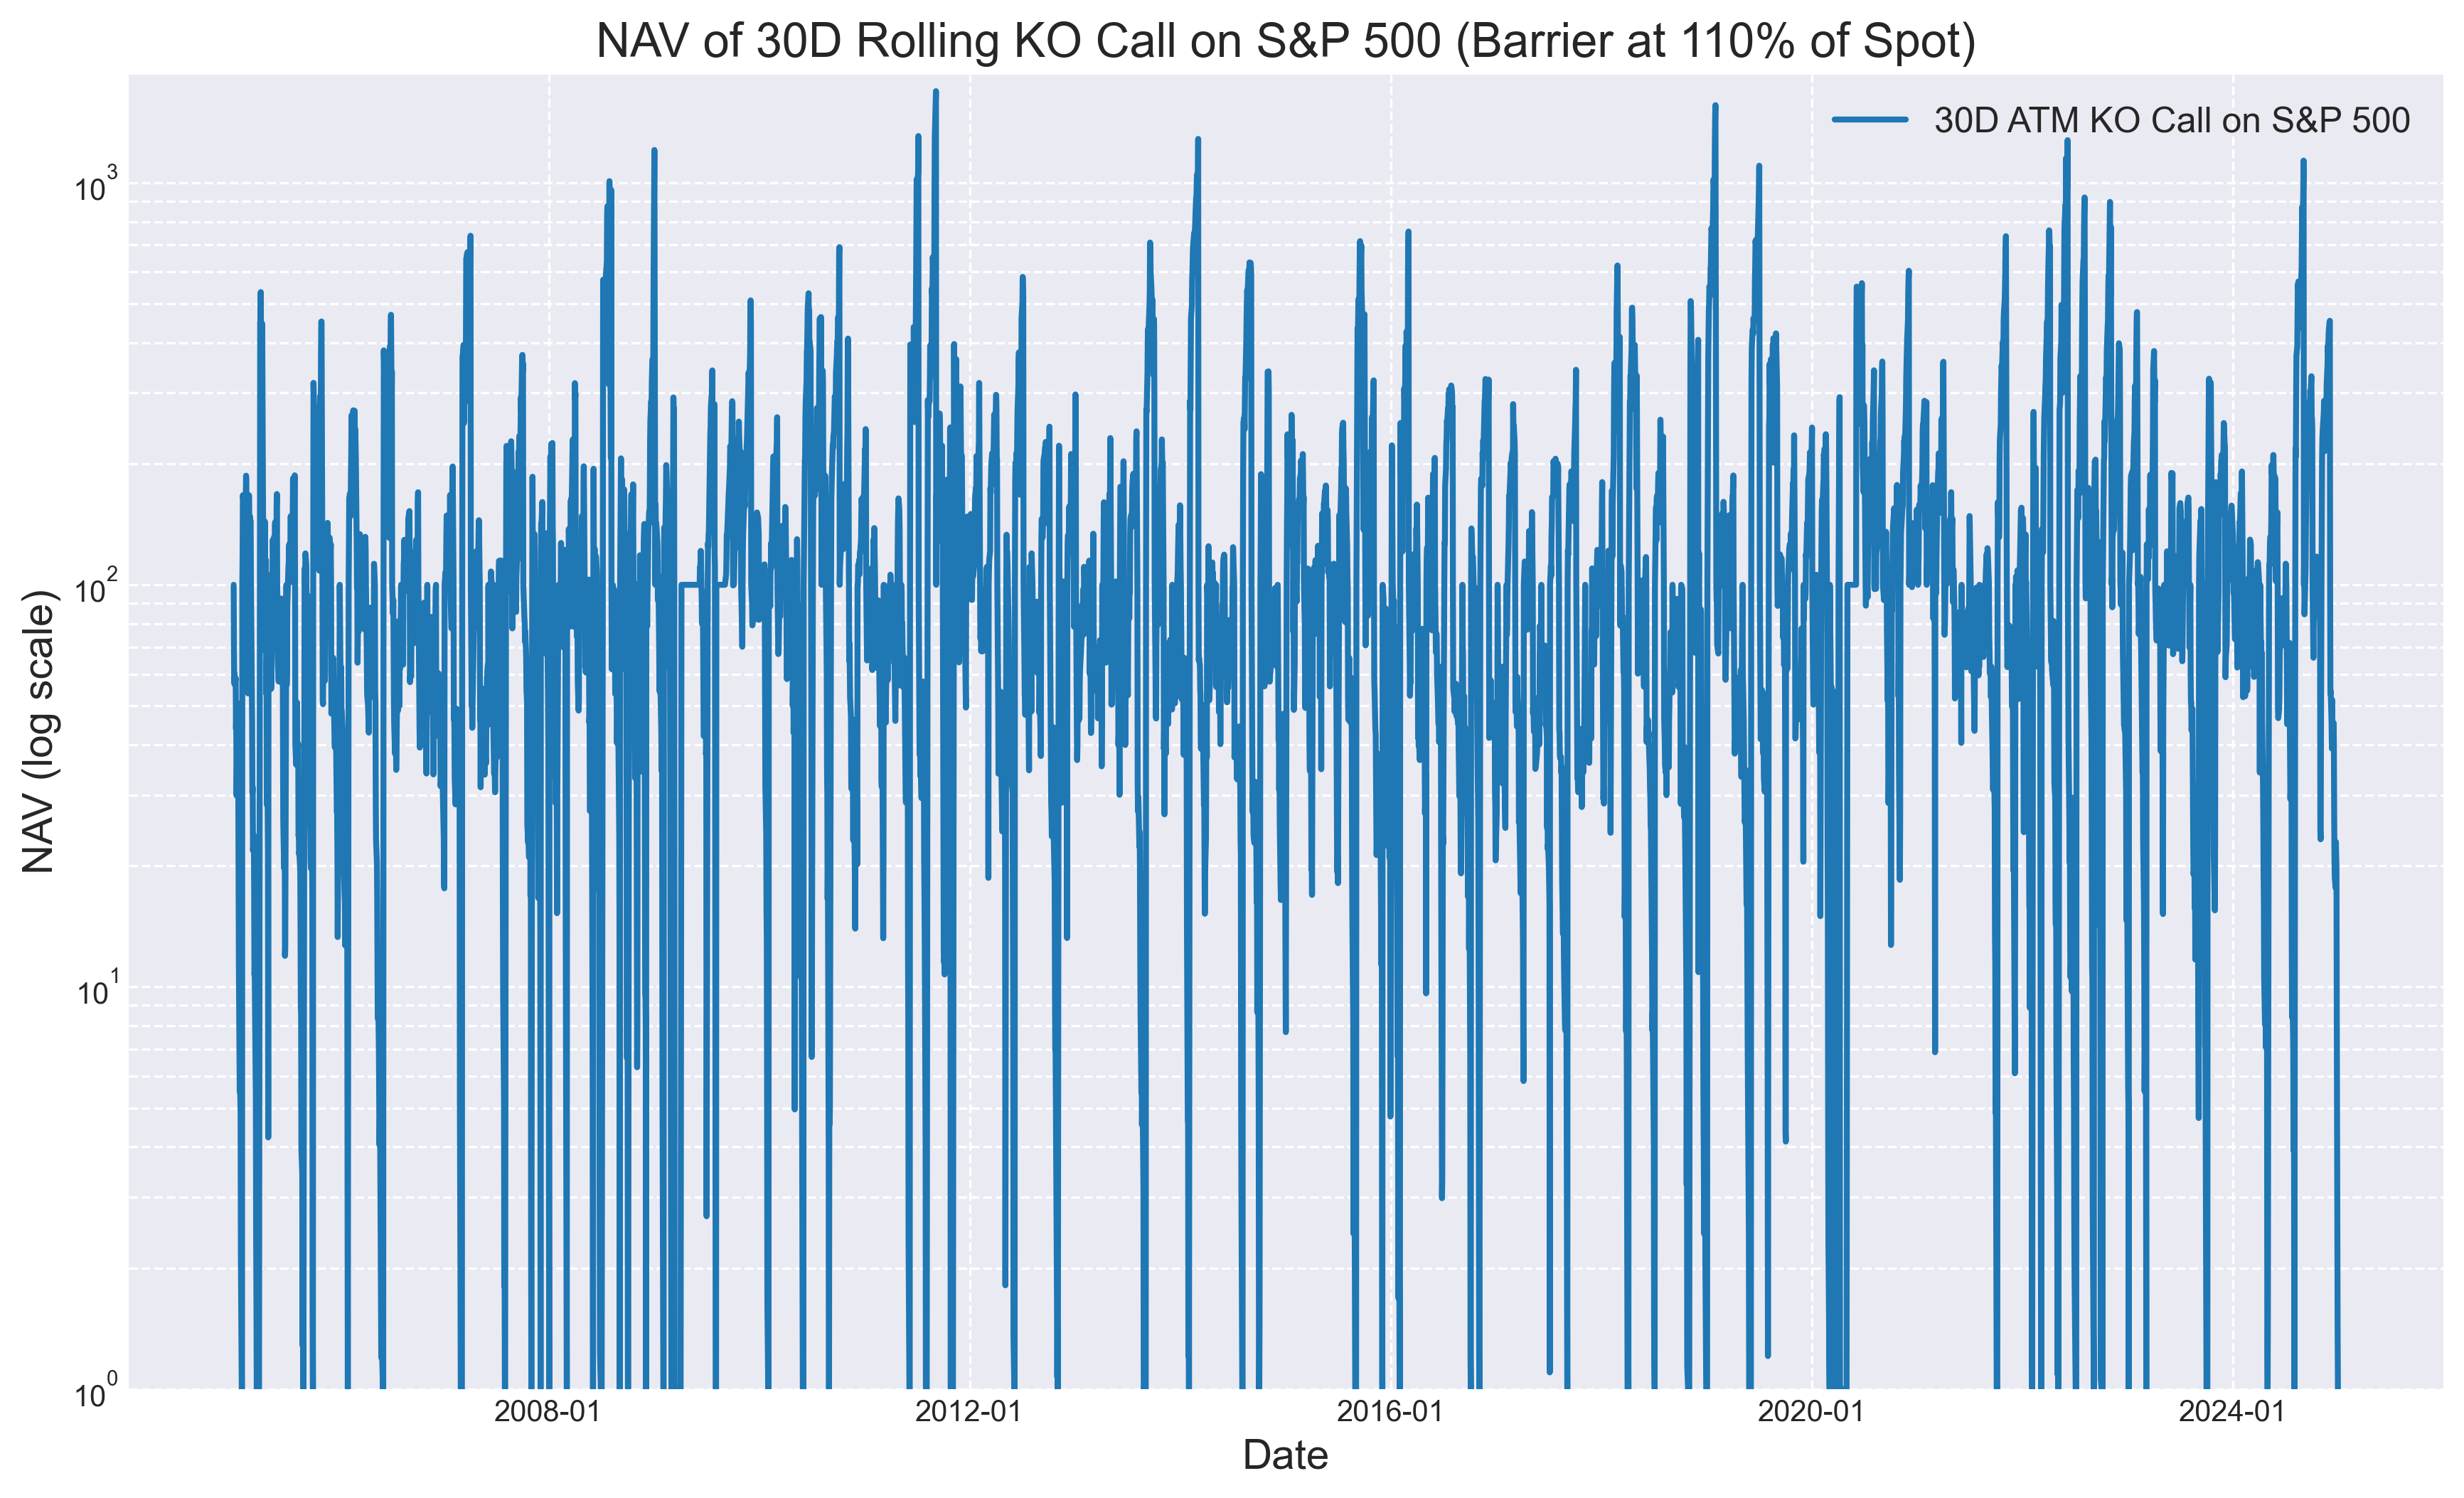 NAV of 30D Rolling KO Call on S&P 500 (Barrier at 110% of Spot)
30D ATM KO Call on S&P 500
NAV (log scale)
10^3
10^2
10^1
10^0
2008-01
2012-01
2016-01
2020-01
2024-01
Date